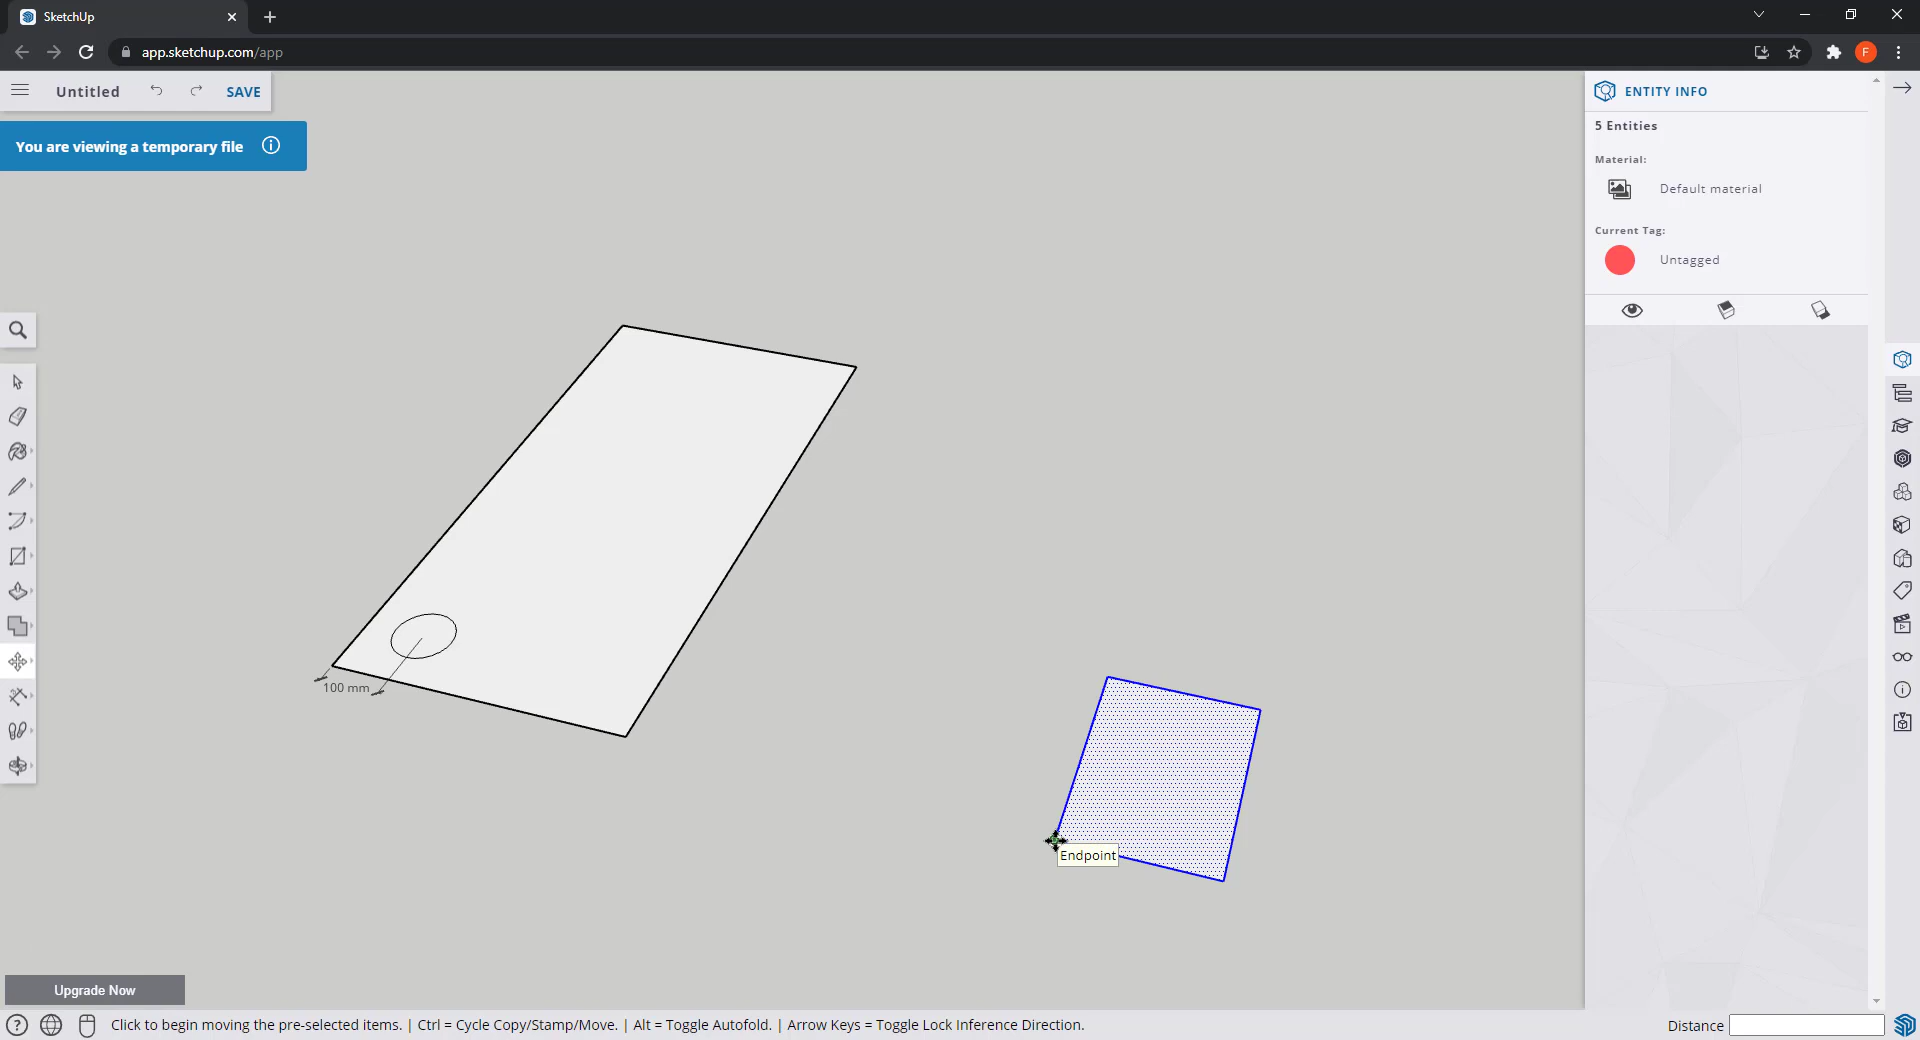 SketchUp
app.sketchup.com/app
F
Untitled
SAVE
You are viewing a temporary file
ENTITY INFO
5 Entities
Material:
Default material
Current Tag:
Untagged
100 mm
Endpoint
Upgrade Now
Click to begin moving the pre-selected items. | Ctrl = Cycle Copy/Stamp/Move. | Alt = Toggle Autofold. | Arrow Keys = Toggle Lock Inference Direction.
Distance